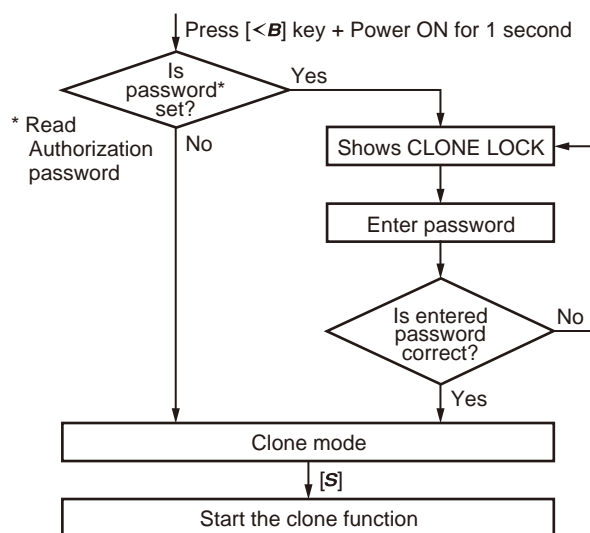 Press [<B] key + Power ON for 1 second
Is
password*
set?
Yes
* Read
Authorization
password
No
Shows CLONE LOCK
Enter password
Is entered
password
correct?
No
Yes
Clone mode
[S]
Start the clone function